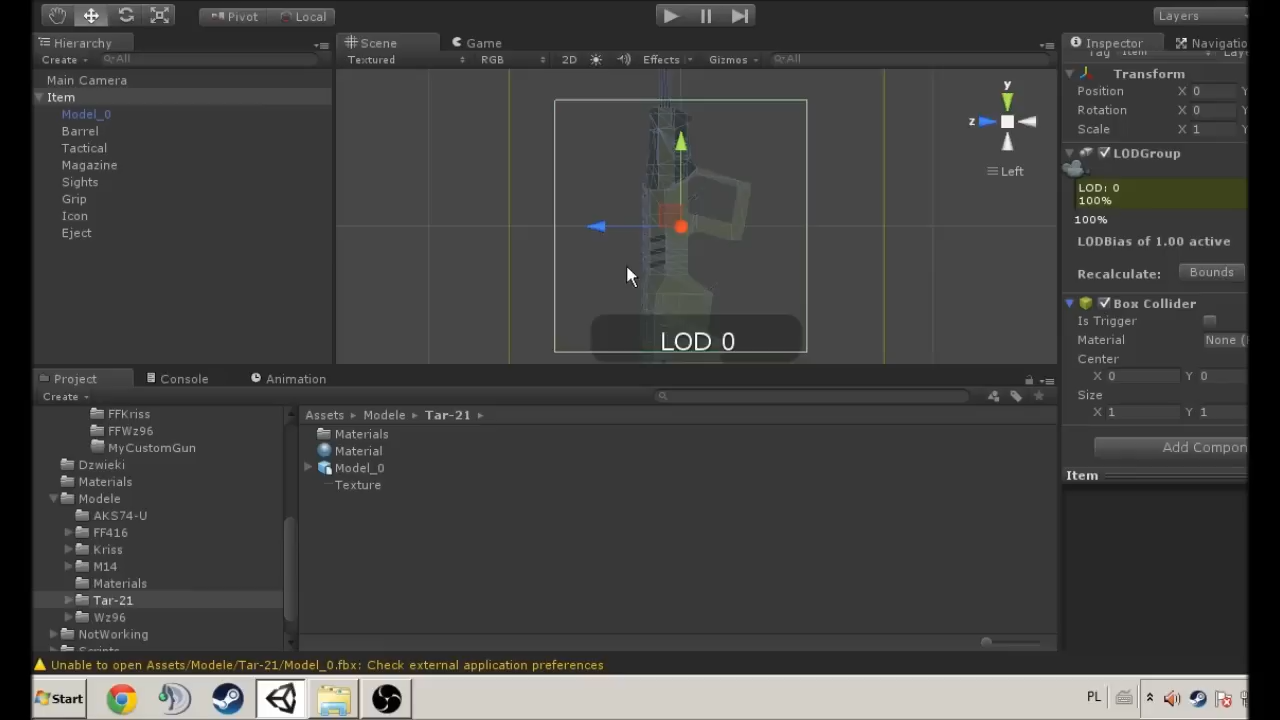 Pivot Local Layers
Hierarchy Scene Game Inspector Navigatio
Create All Textured RGB 2D Effects Gizmos All
Main Camera
Item
Model_0
Barrel
Tactical
Magazine
Sights
Grip
Icon
Eject
y
z
Left
LOD 0
Transform
Position X 0 Y
Rotation X 0 Y
Scale X 1 Y
LODGroup
LOD: 0
100%
100%
LODBias of 1.00 active
Recalculate: Bounds
Box Collider
Is Trigger
Material None (
Center
X 0 Y 0
Size
X 1 Y 1
Add Compon
Item
Project Console Animation
Create
FFKriss
FFWz96
MyCustomGun
Dzwieki
Materials
Modele
AKS74-U
FF416
Kriss
M14
Materials
Tar-21
Wz96
NotWorking
Assets Modele Tar-21
Materials
Material
Model_0
Texture
Unable to open Assets/Modele/Tar-21/Model_0.fbx: Check external application preferences
Start PL